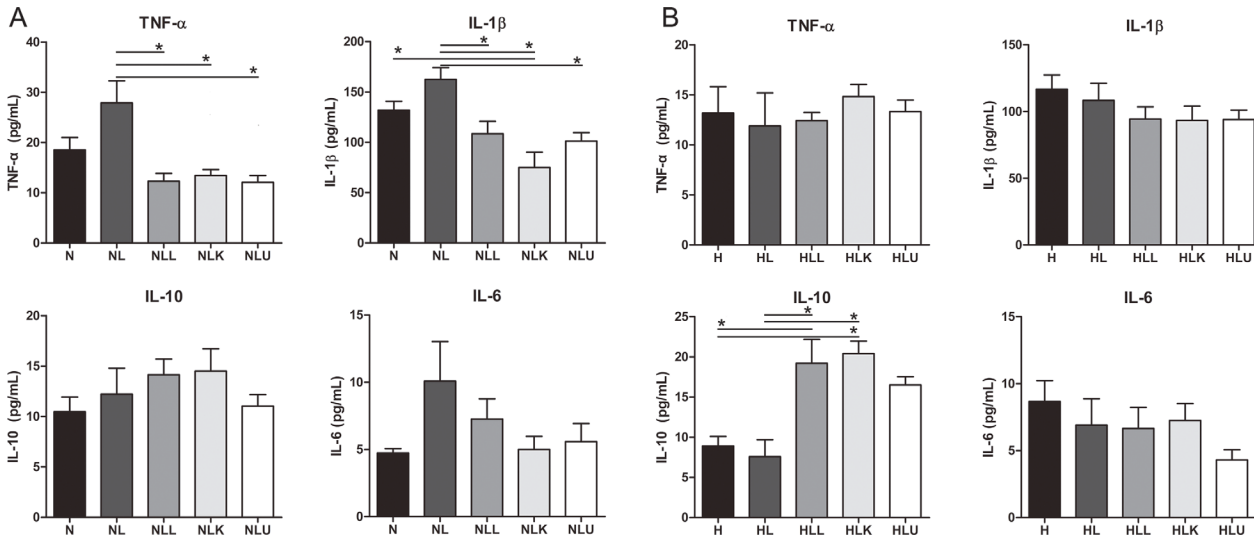 A
TNF-α
TNF-α (pg/mL)
40
30
20
10
0
* * *
N NL NLL NLK NLU
IL-1β
IL-1β (pg/mL)
200
150
100
50
0
* * * *
N NL NLL NLK NLU
B
TNF-α
TNF-α (pg/mL)
20
15
10
5
0
H HL HLL HLK HLU
IL-1β
IL-1β (pg/mL)
150
100
50
0
H HL HLL HLK HLU
IL-10
IL-10 (pg/mL)
20
15
10
5
0
N NL NLL NLK NLU
IL-6
IL-6 (pg/mL)
15
10
5
0
N NL NLL NLK NLU
IL-10
IL-10 (pg/mL)
25
20
15
10
5
0
* * * *
H HL HLL HLK HLU
IL-6
IL-6 (pg/mL)
15
10
5
0
H HL HLL HLK HLU